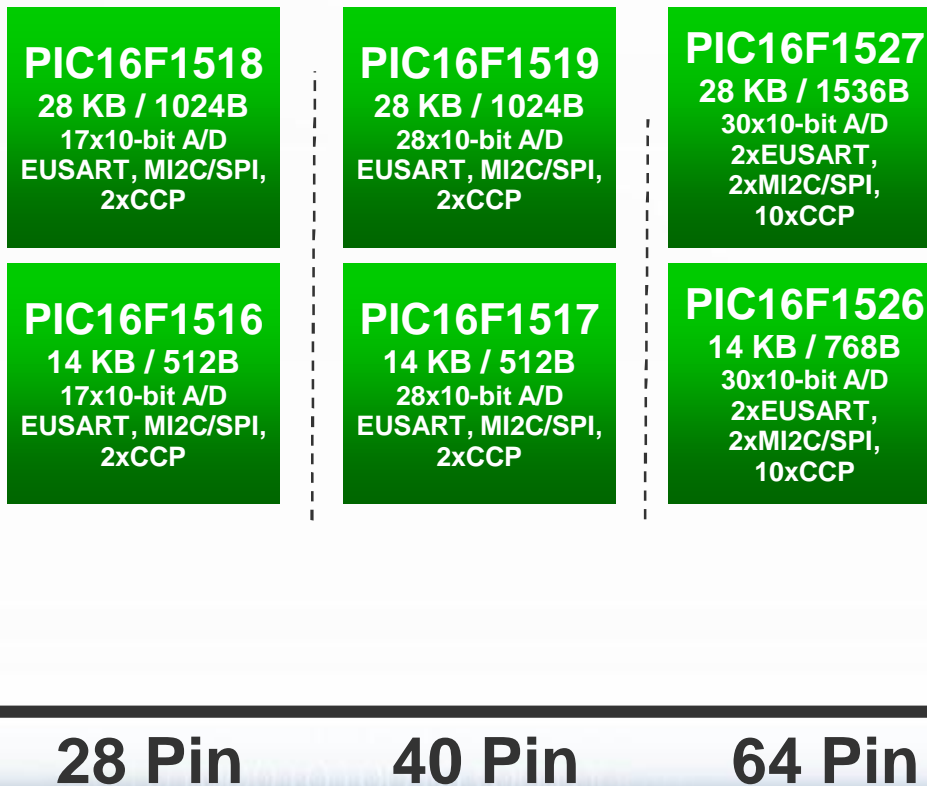 PIC16F1518
28 KB / 1024B
17x10-bit A/D
EUSART, MI2C/SPI,
2xCCP
PIC16F1519
28 KB / 1024B
28x10-bit A/D
EUSART, MI2C/SPI,
2xCCP
PIC16F1527
28 KB / 1536B
30x10-bit A/D
2xEUSART,
2xMI2C/SPI,
10xCCP
PIC16F1516
14 KB / 512B
17x10-bit A/D
EUSART, MI2C/SPI,
2xCCP
PIC16F1517
14 KB / 512B
28x10-bit A/D
EUSART, MI2C/SPI,
2xCCP
PIC16F1526
14 KB / 768B
30x10-bit A/D
2xEUSART,
2xMI2C/SPI,
10xCCP
28 Pin
40 Pin
64 Pin